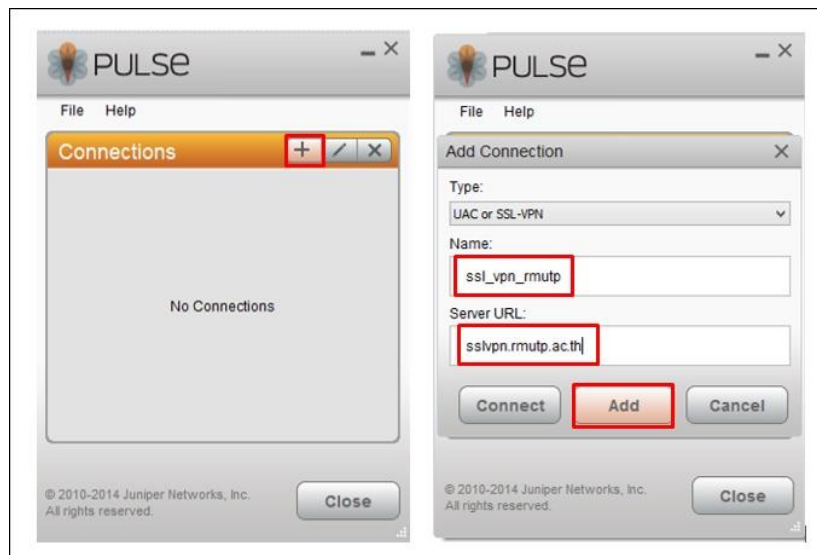 PULSE
File Help
Connections
No Connections
© 2010-2014 Juniper Networks, Inc.
All rights reserved.
Close
PULSE
File Help
Add Connection
Type:
UAC or SSL-VPN
Name:
ssl_vpn_rmutp
Server URL:
sslvpn.rmutp.ac.th
Connect Add Cancel
© 2010-2014 Juniper Networks, Inc.
All rights reserved.
Close